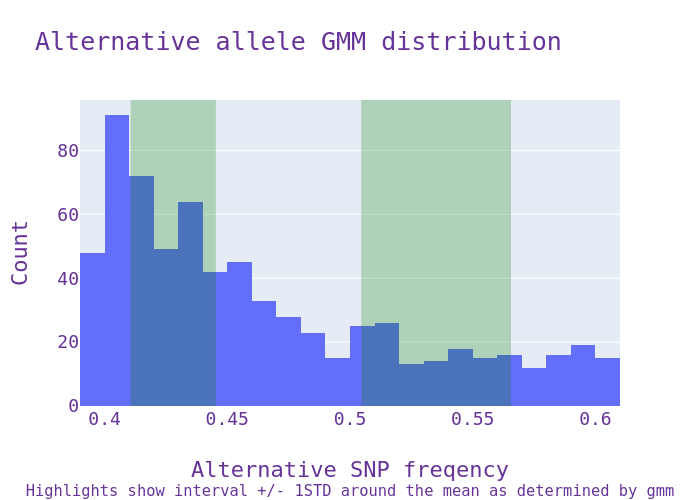 Alternative allele GMM distribution
80
60
40
20
0
Count
0.4 0.45 0.5 0.55 0.6
Alternative SNP freqency
Highlights show interval +/- 1STD around the mean as determined by gmm